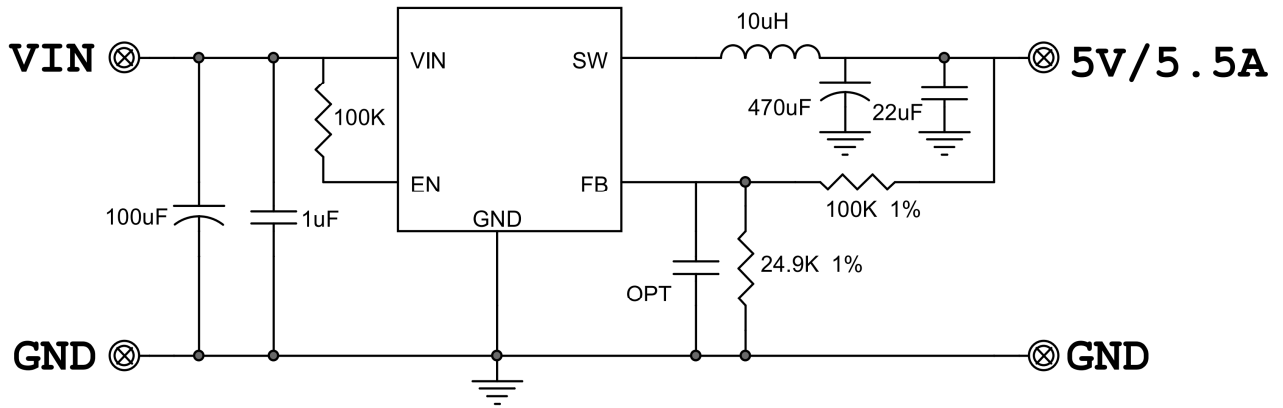 10uH
VIN
VIN
SW
5V/5.5A
100K
470uF
22uF
EN
FB
100K 1%
100uF
1uF
GND
24.9K 1%
OPT
GND
GND